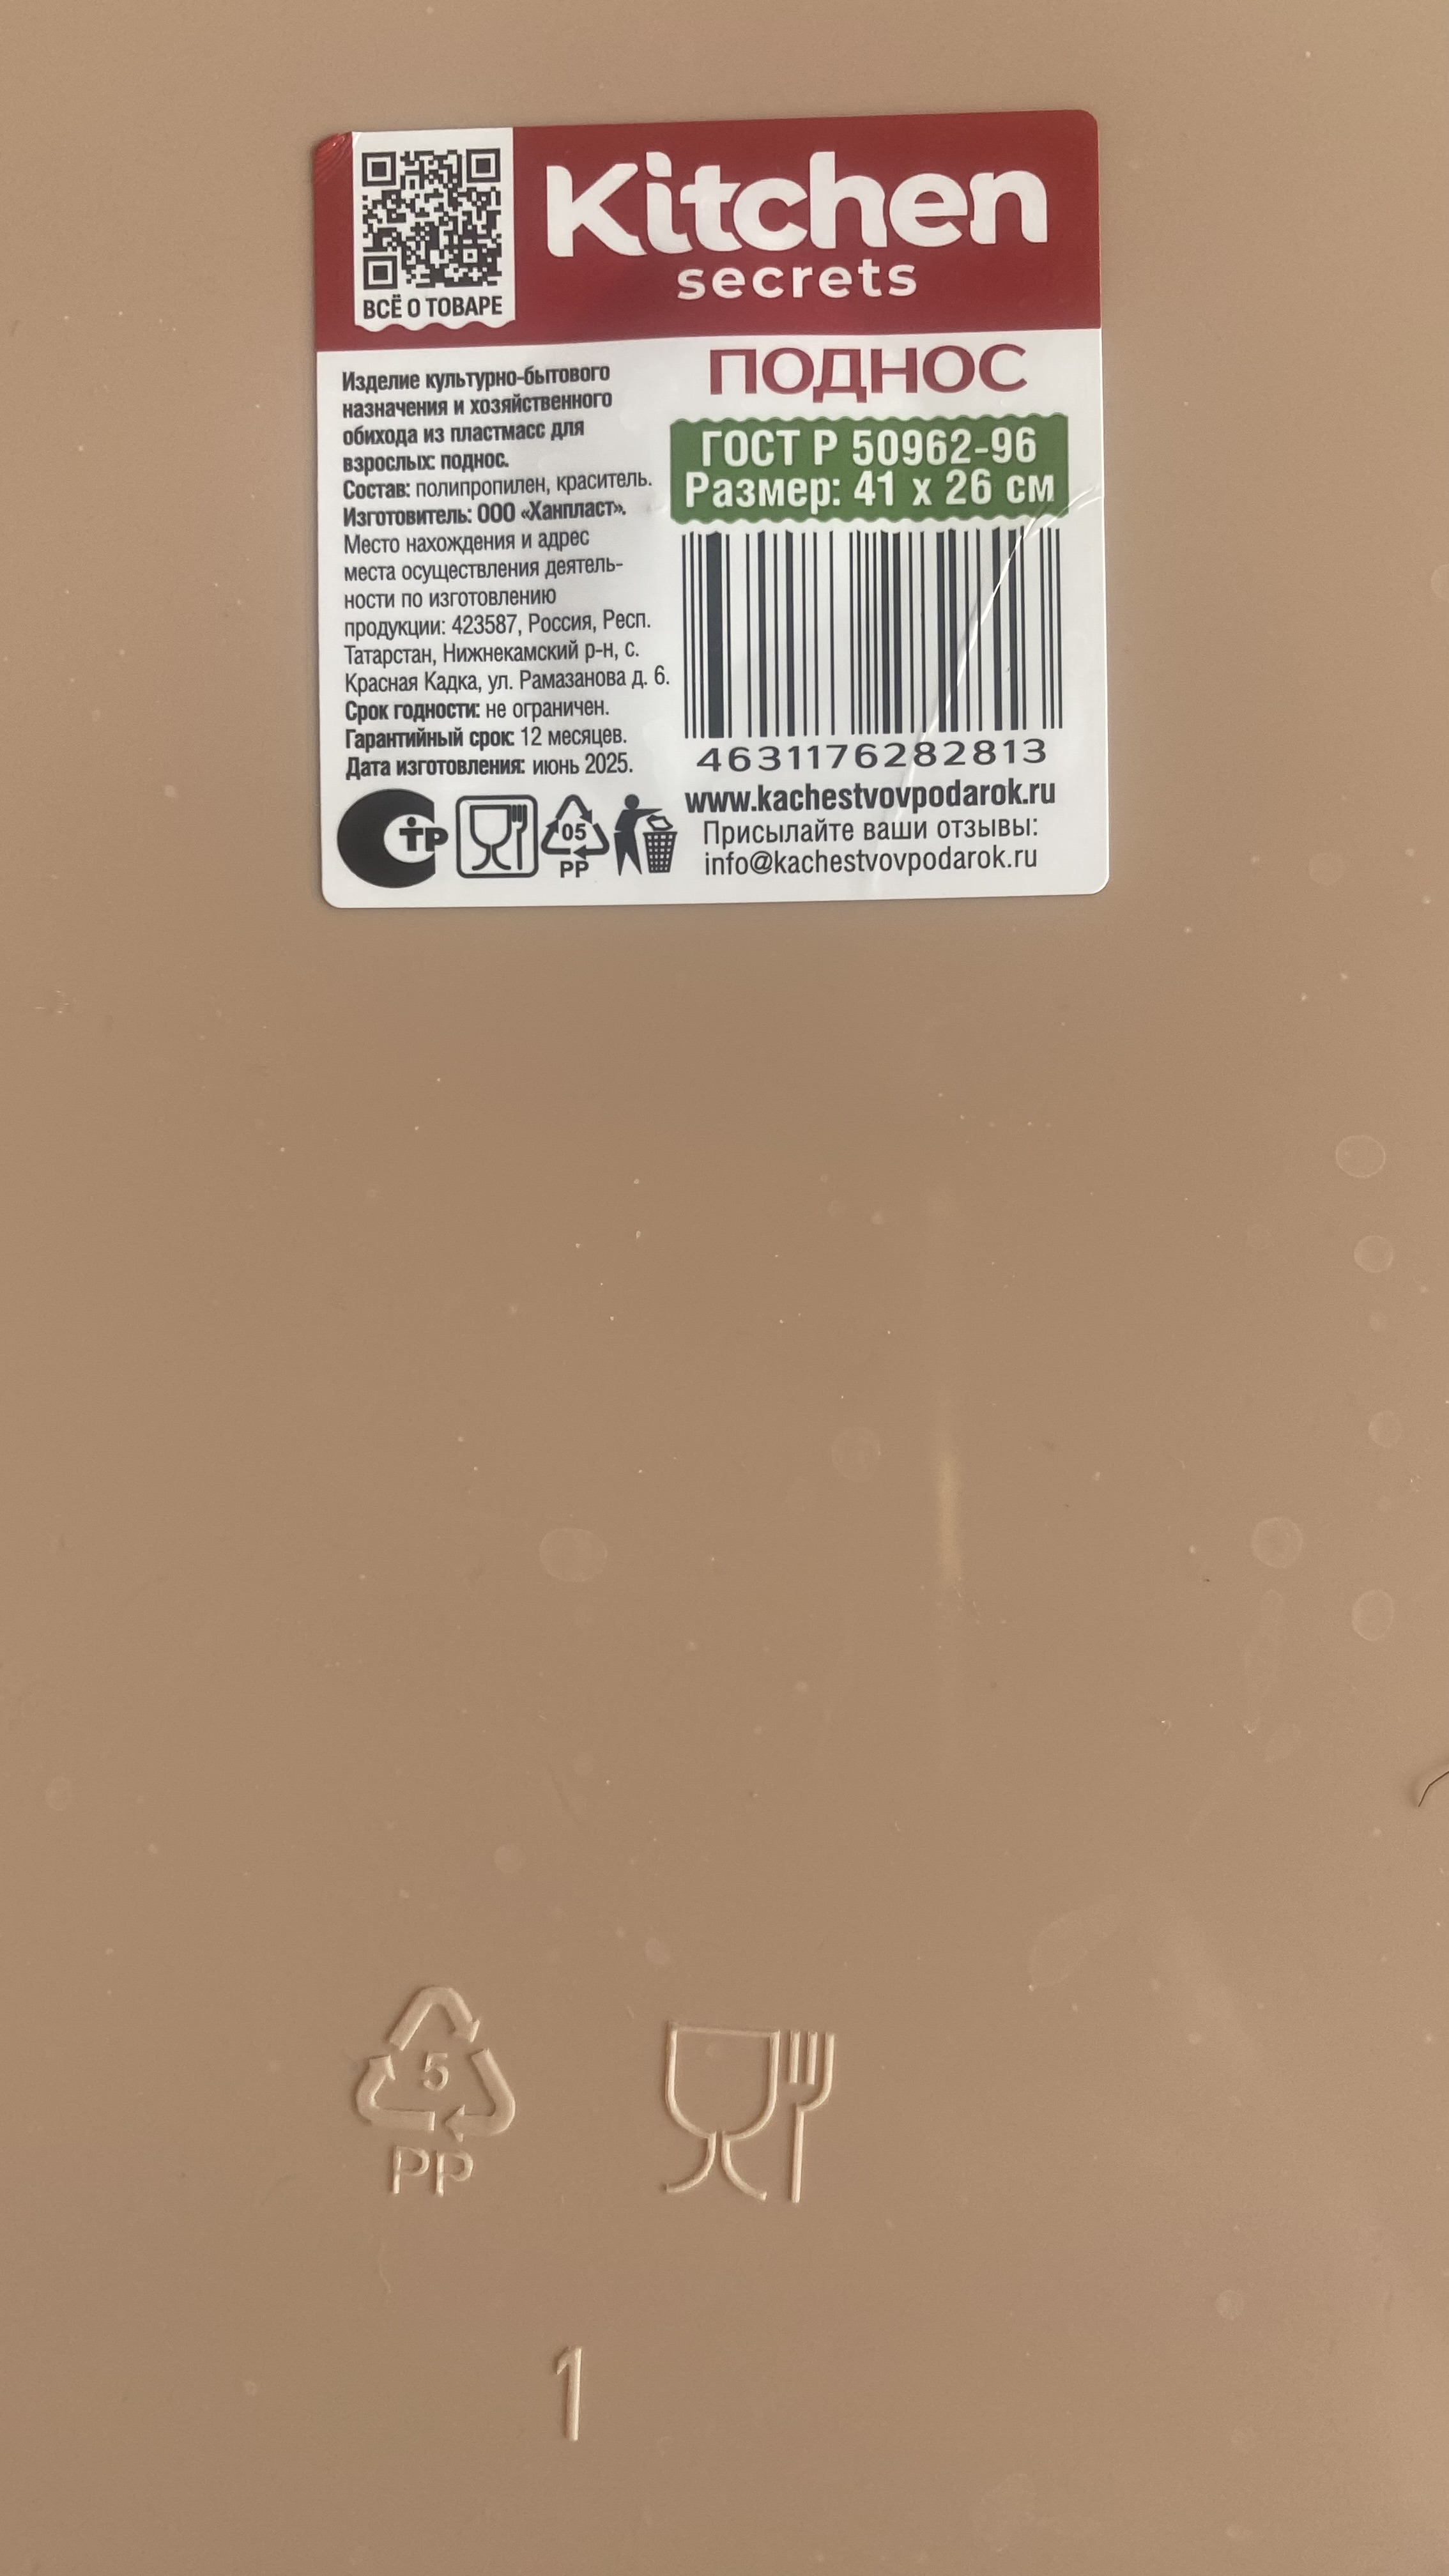 Kitchen
secrets
ВСЁ О ТОВАРЕ
ПОДНОС
ГОСТ Р 50962-96
Размер: 41 х 26 см
Изделие культурно-бытового
назначения и хозяйственного
обихода из пластмасс для
взрослых: поднос.
Состав: полипропилен, краситель.
Изготовитель: ООО «Ханпласт».
Место нахождения и адрес
места осуществления деятель-
ности по изготовлению
продукции: 423587, Россия, Респ.
Татарстан, Нижнекамский р-н, с.
Красная Кадка, ул. Рамазанова д. 6.
Срок годности: не ограничен.
Гарантийный срок: 12 месяцев.
Дата изготовления: июнь 2025.
4631176282813
www.kachestvovpodarok.ru
Присылайте ваши отзывы:
info@kachestvovpodarok.ru
ТР
05
PP
5
PP
1